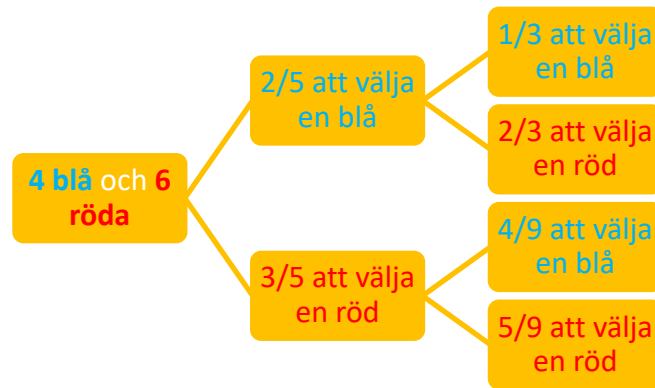 4 blå och 6
röda
2/5 att välja
en blå
3/5 att välja
en röd
1/3 att välja
en blå
2/3 att välja
en röd
4/9 att välja
en blå
5/9 att välja
en röd